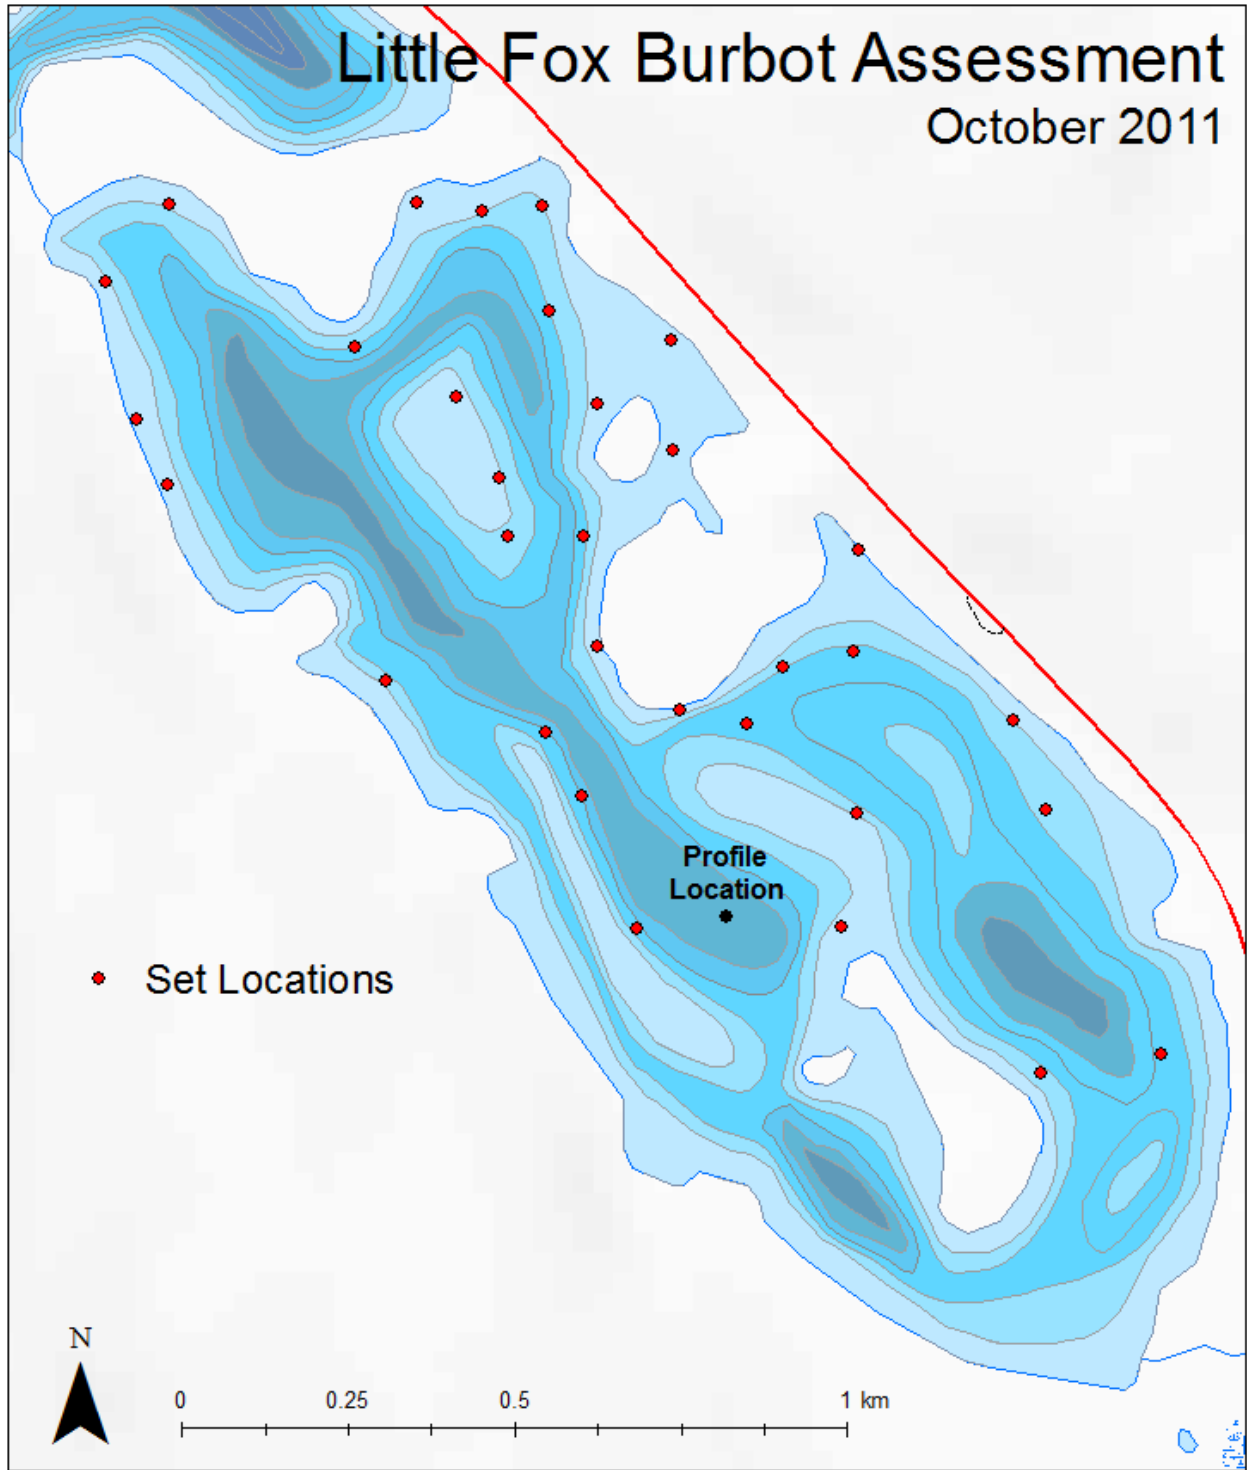 Little Fox Burbot Assessment
October 2011
Profile
Location
Set Locations
N
0 0.25 0.5 1 km